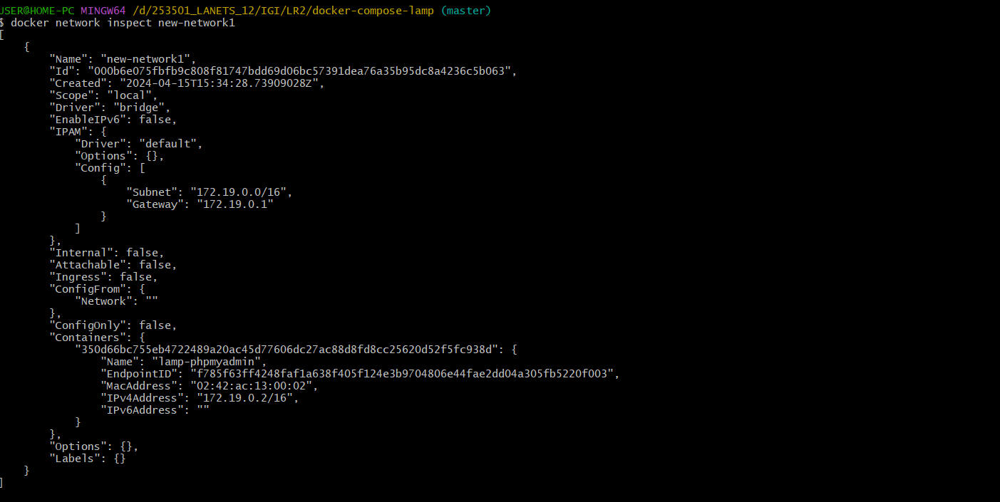 USER@HOME-PC MINGW64 /d/253501_LANETS_12/IGI/LR2/docker-compose-lamp (master)
$ docker network inspect new-network1
[
    {
        "Name": "new-network1",
        "Id": "000b6e075fbfb9c808f81747bdd69d06bc57391dea76a35b95dc8a4236c5b063",
        "Created": "2024-04-15T15:34:28.73909028Z",
        "Scope": "local",
        "Driver": "bridge",
        "EnableIPv6": false,
        "IPAM": {
            "Driver": "default",
            "Options": {},
            "Config": [
                {
                    "Subnet": "172.19.0.0/16",
                    "Gateway": "172.19.0.1"
                }
            ]
        },
        "Internal": false,
        "Attachable": false,
        "Ingress": false,
        "ConfigFrom": {
            "Network": ""
        },
        "ConfigOnly": false,
        "Containers": {
            "350d66bc755eb4722489a20ac45d77606dc27ac88d8fd8cc25620d52f5fc938d": {
                "Name": "lamp-phpmyadmin",
                "EndpointID": "f785f63ff4248faf1a638f405f124e3b9704806e44fae2dd04a305fb5220f003",
                "MacAddress": "02:42:ac:13:00:02",
                "IPv4Address": "172.19.0.2/16",
                "IPv6Address": ""
            }
        },
        "Options": {},
        "Labels": {}
    }
]